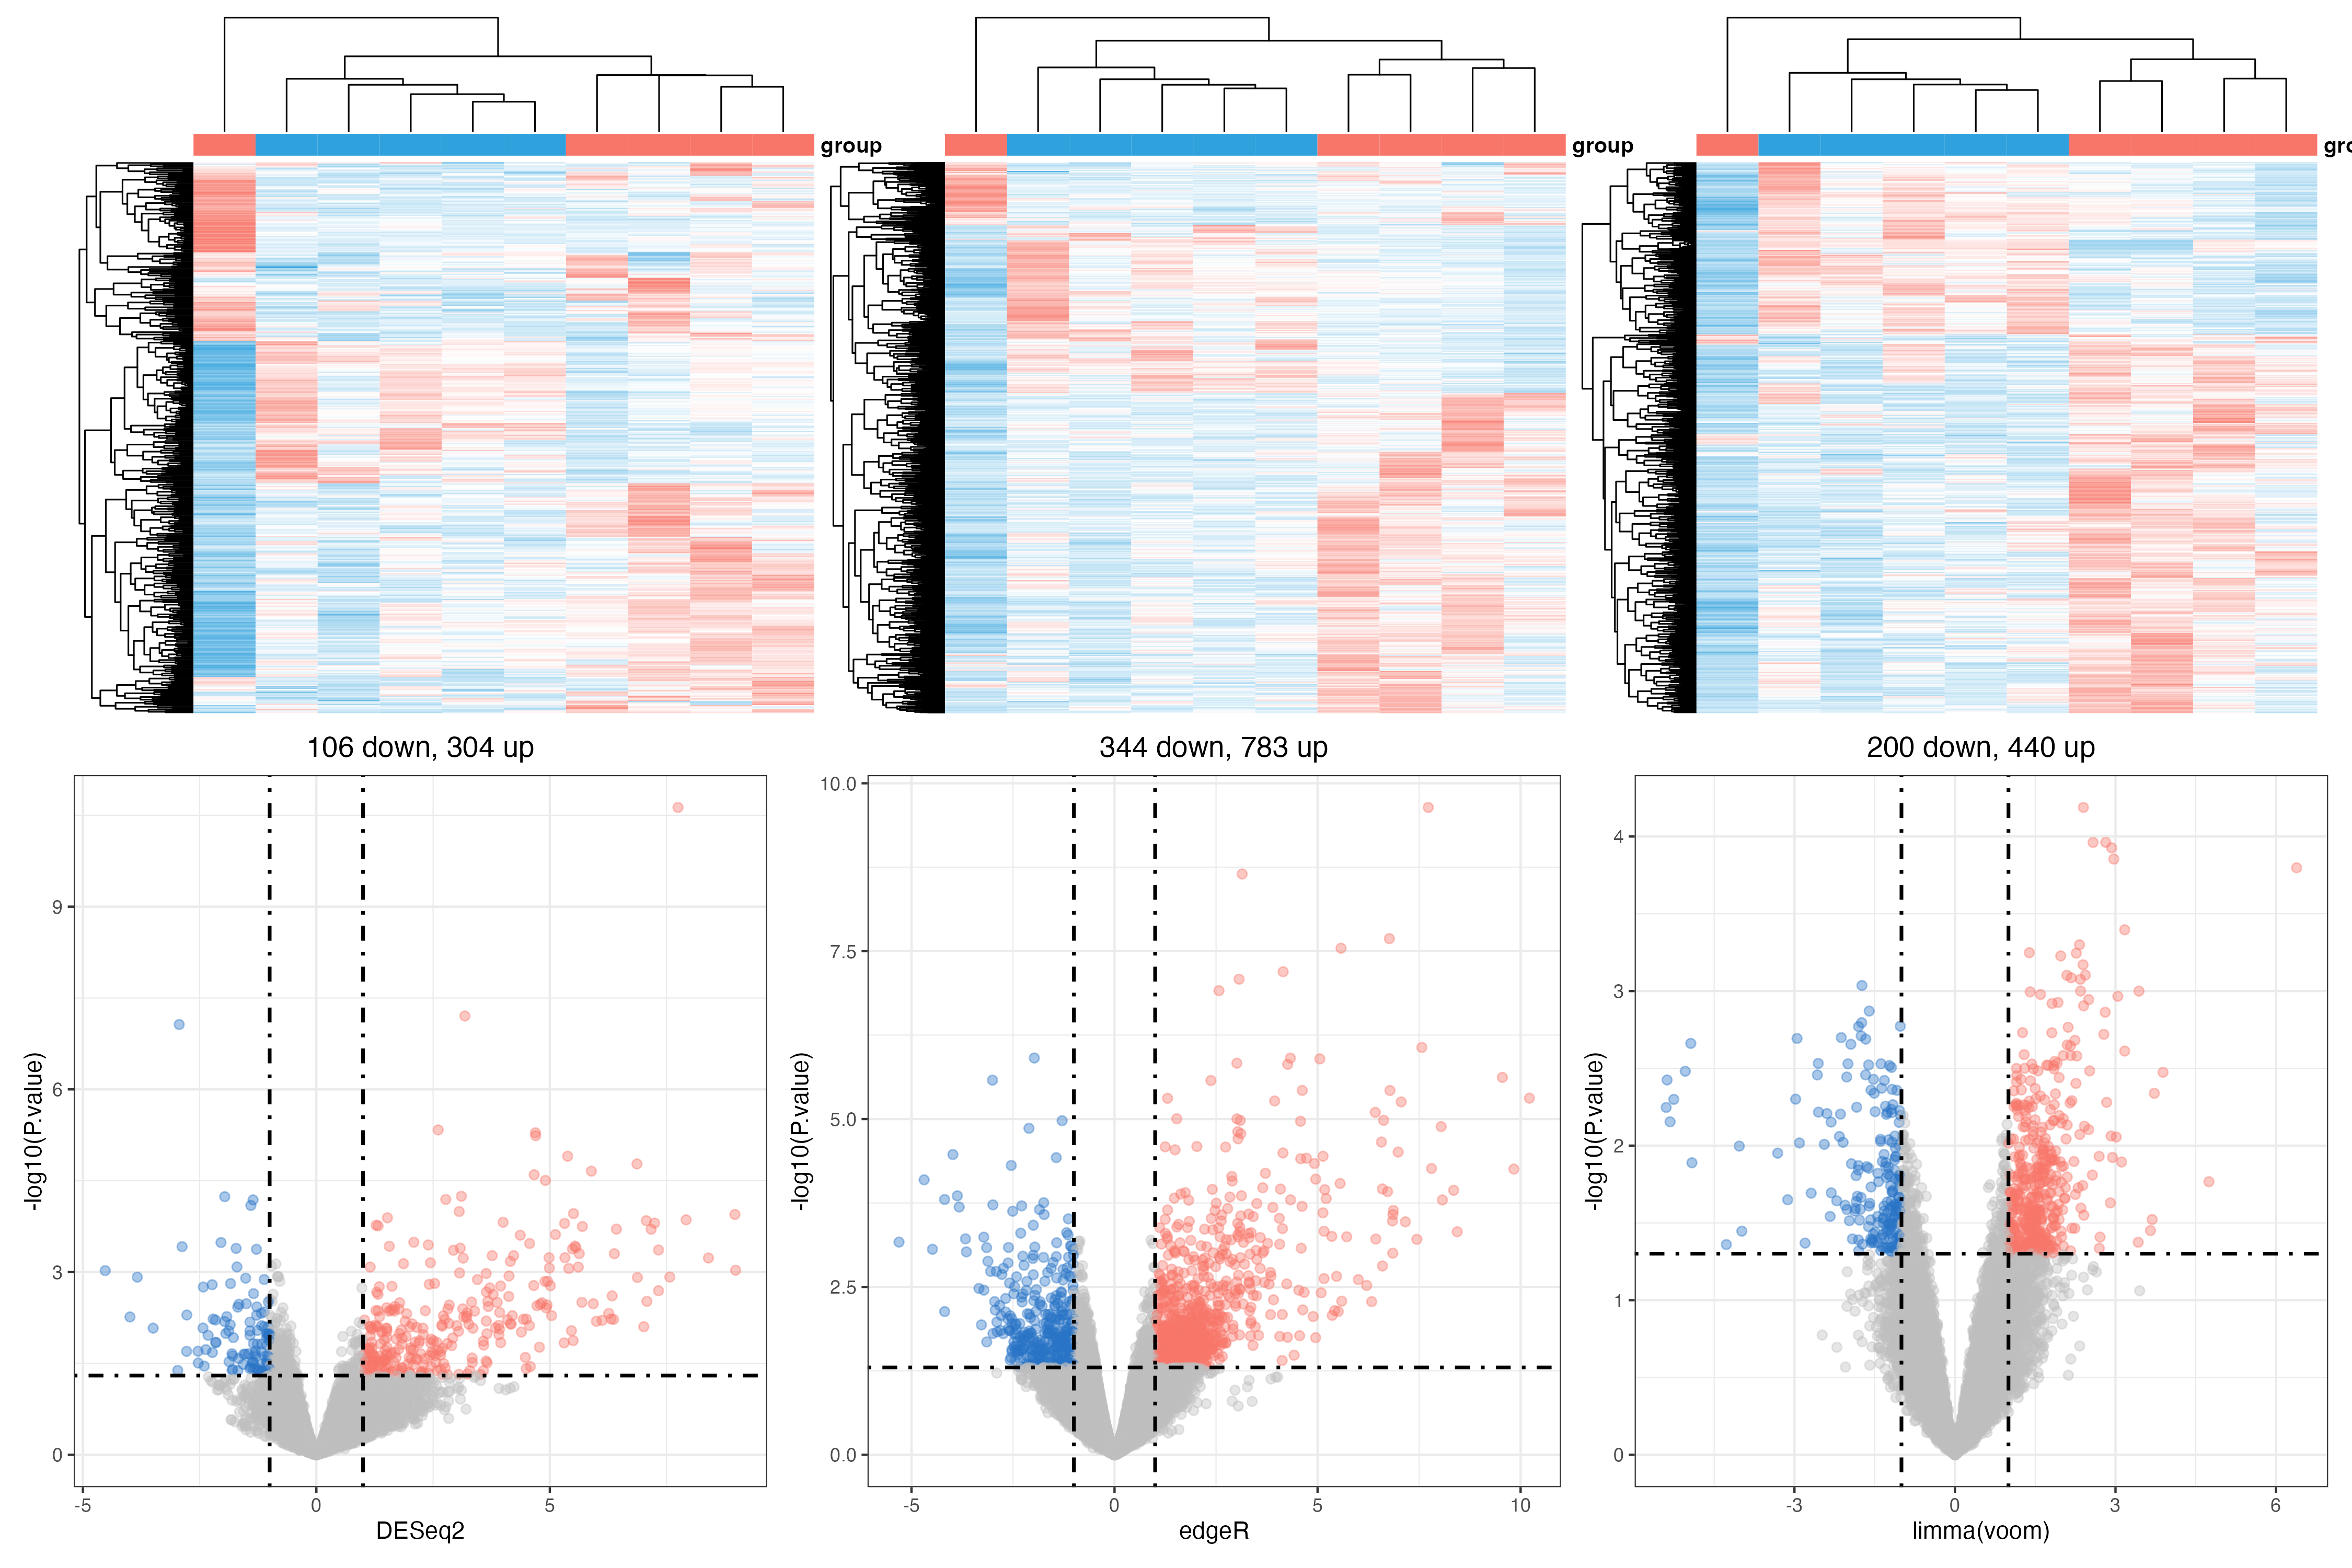 group
group
gro
106 down, 304 up
344 down, 783 up
200 down, 440 up
-log10(P.value)
9
6
3
0
-5
0
5
DESeq2
-log10(P.value)
10.0
7.5
5.0
2.5
0.0
-5
0
5
10
edgeR
-log10(P.value)
4
3
2
1
0
-3
0
3
6
limma(voom)